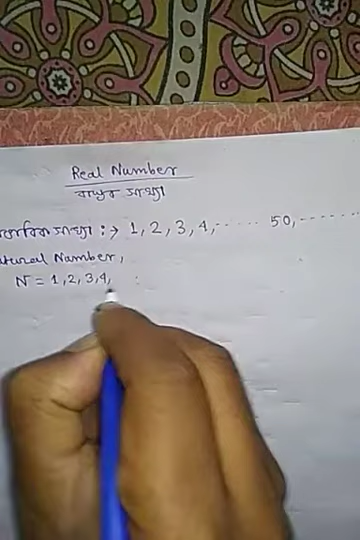 Real Number
বাস্তব সংখ্যা
সংখ্যা :→ 1, 2, 3, 4, ...... 50, -------
Number,
N = 1, 2, 3, 4,